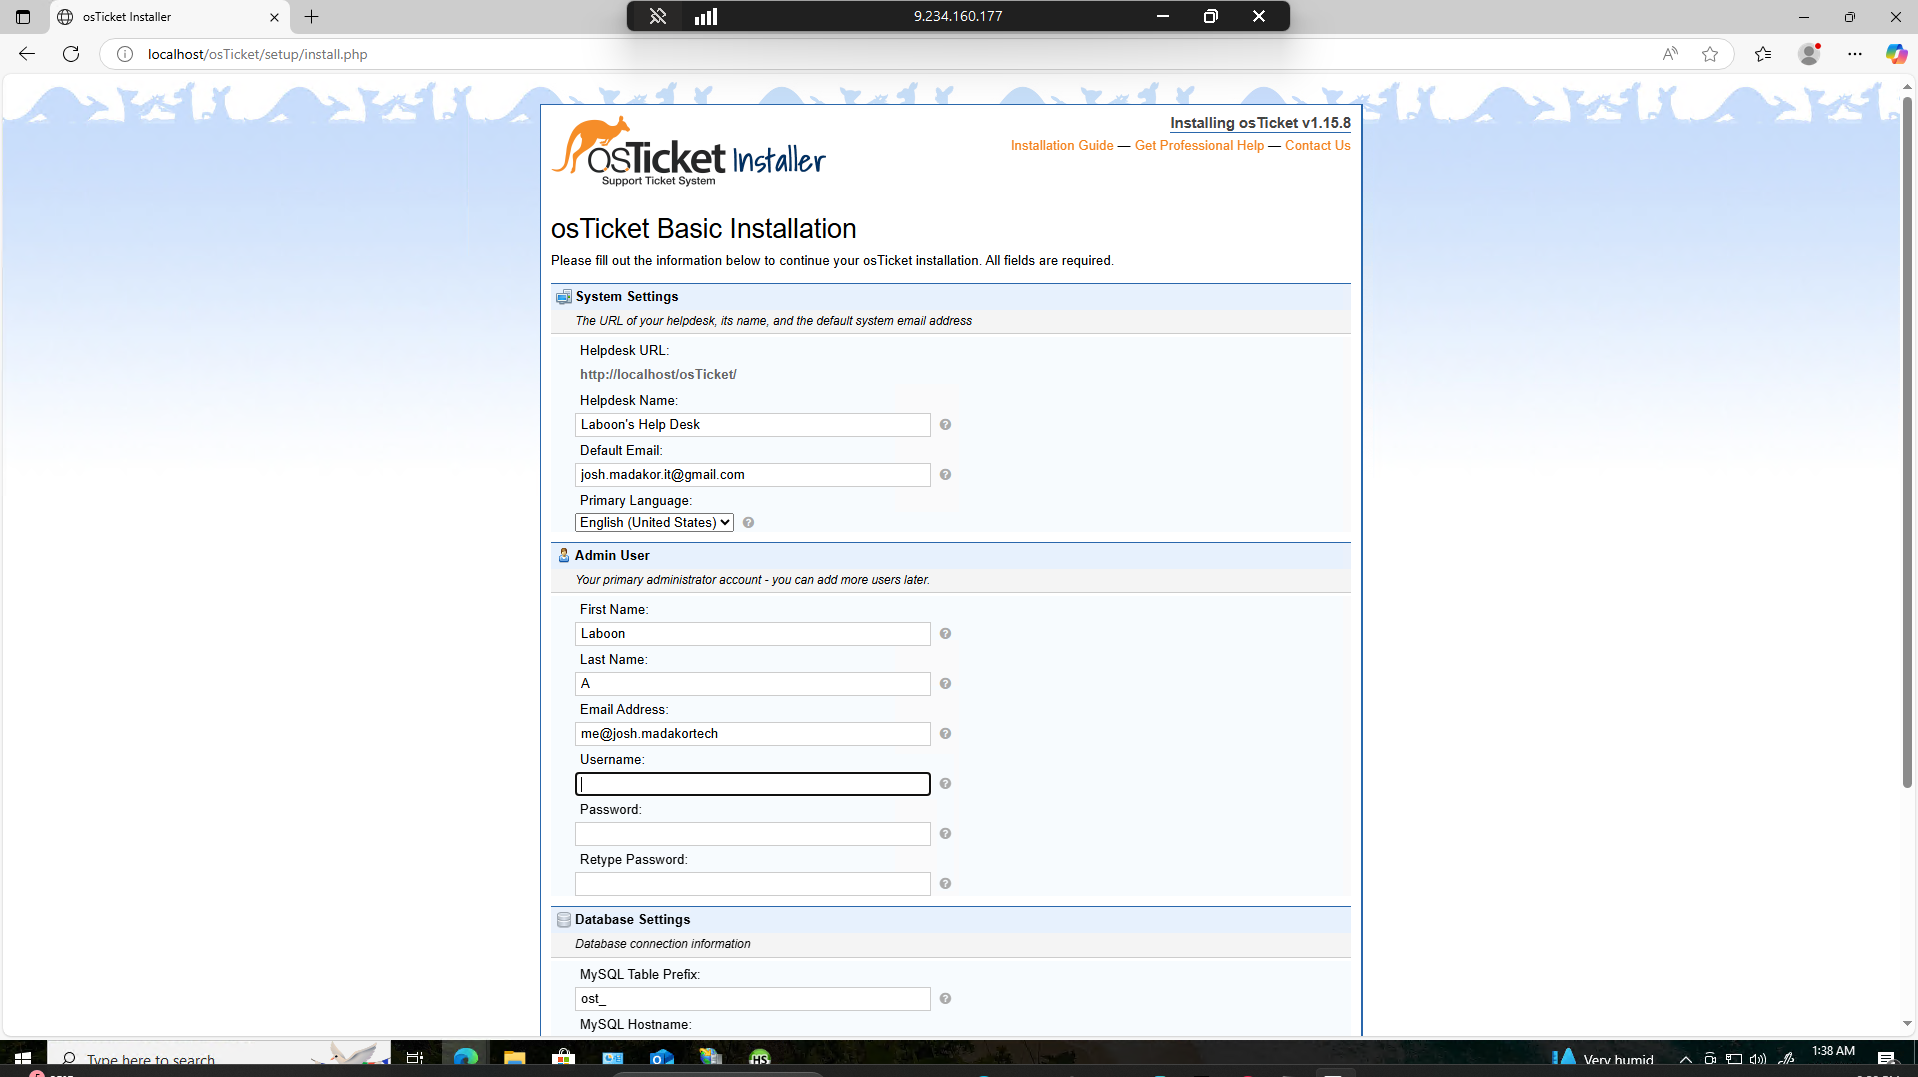 osTicket Installer
9.234.160.177
localhost/osTicket/setup/install.php
osTicket Installer
Support Ticket System
Installing osTicket v1.15.8
Installation Guide — Get Professional Help — Contact Us
osTicket Basic Installation
Please fill out the information below to continue your osTicket installation. All fields are required.
System Settings
The URL of your helpdesk, its name, and the default system email address
Helpdesk URL:
http://localhost/osTicket/
Helpdesk Name:
Laboon's Help Desk
Default Email:
josh.madakor.it@gmail.com
Primary Language:
English (United States)
Admin User
Your primary administrator account - you can add more users later.
First Name:
Laboon
Last Name:
A
Email Address:
me@josh.madakortech
Username:
Password:
Retype Password:
Database Settings
Database connection information
MySQL Table Prefix:
ost_
MySQL Hostname:
Type here to search
HS
Very humid
1:38 AM